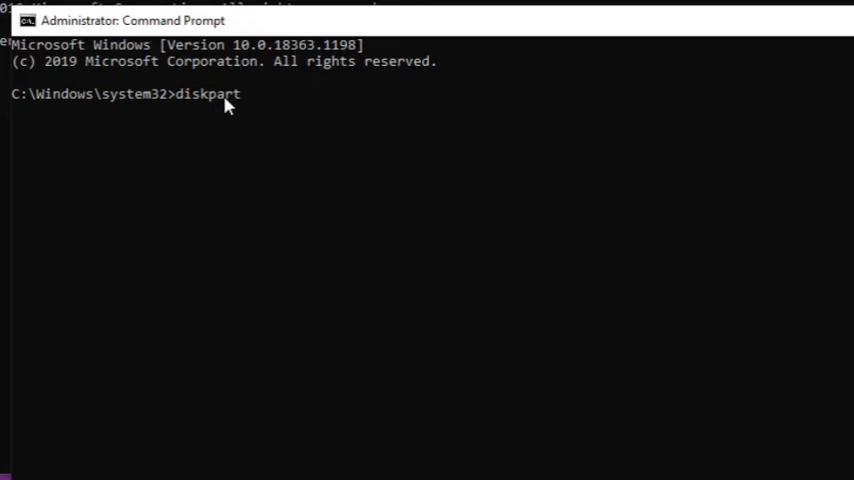 Administrator: Command Prompt
Microsoft Windows [Version 10.0.18363.1198]
(c) 2019 Microsoft Corporation. All rights reserved.
C:\Windows\system32>diskpart